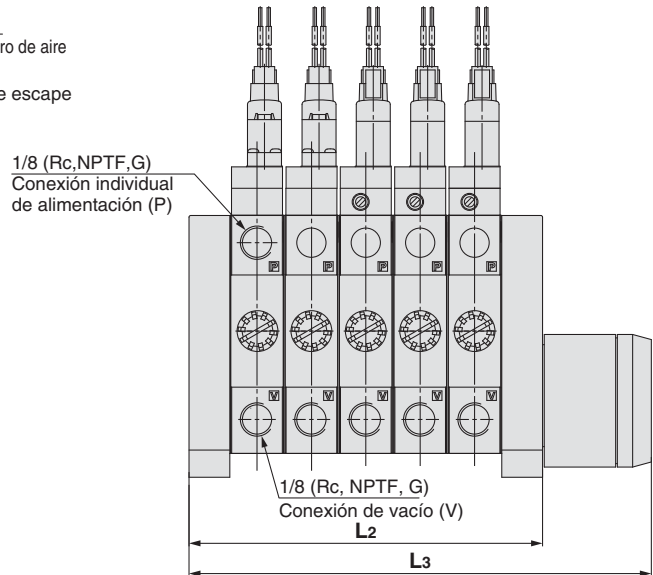 ro de aire
e escape
1/8 (Rc,NPTF,G)
Conexión individual
de alimentación (P)
P P P P P
V V V V V
1/8 (Rc, NPTF, G)
Conexión de vacío (V)
L2
L3